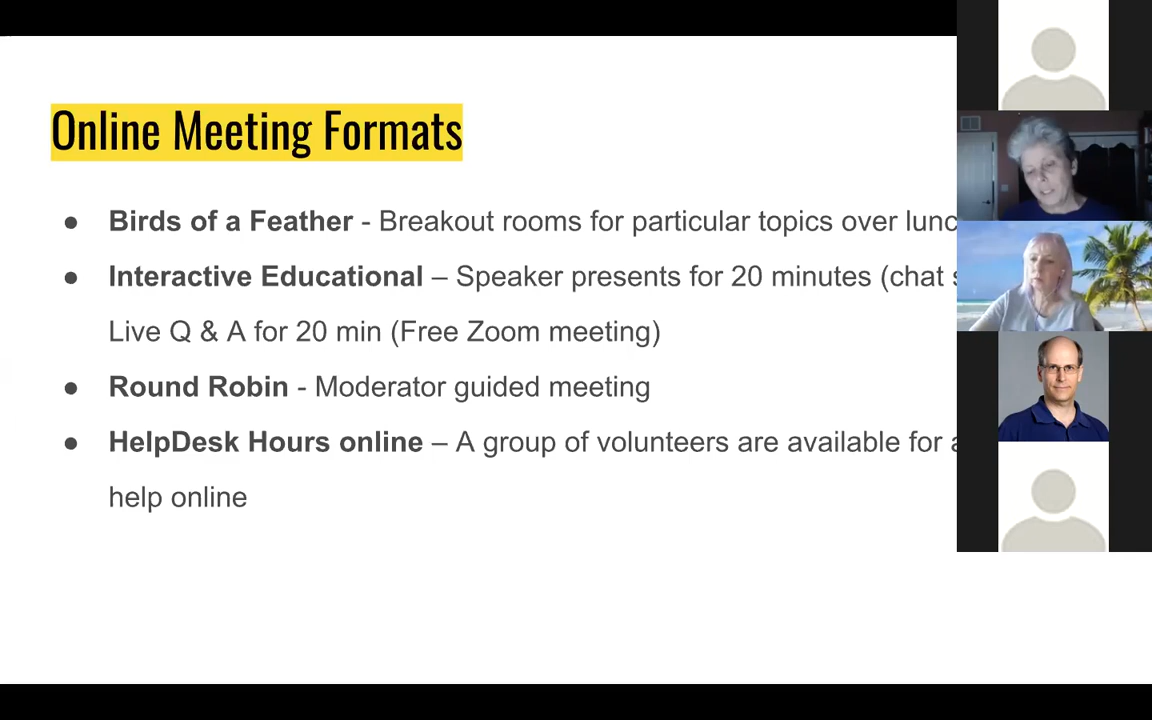 Online Meeting Formats
● Birds of a Feather - Breakout rooms for particular topics over
● Interactive Educational – Speaker presents for 20 minutes (chat
Live Q & A for 20 min (Free Zoom meeting)
● Round Robin - Moderator guided meeting
● HelpDesk Hours online – A group of volunteers are available for
help online